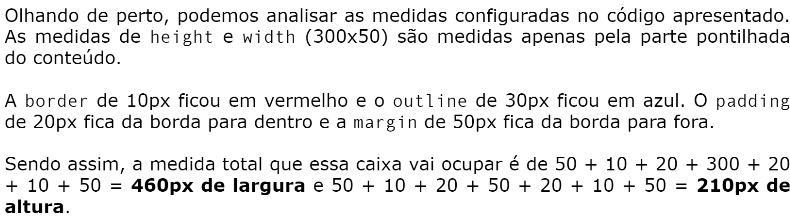 Olhando de perto, podemos analisar as medidas configuradas no código apresentado.
As medidas de height e width (300x50) são medidas apenas pela parte pontilhada
do conteúdo.
A border de 10px ficou em vermelho e o outline de 30px ficou em azul. O padding
de 20px fica da borda para dentro e a margin de 50px fica da borda para fora.
Sendo assim, a medida total que essa caixa vai ocupar é de 50 + 10 + 20 + 300 + 20
+ 10 + 50 = 460px de largura e 50 + 10 + 20 + 50 + 20 + 10 + 50 = 210px de
altura.